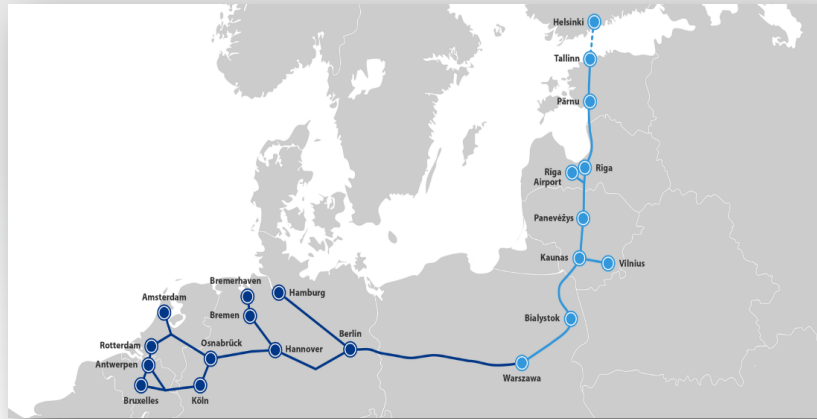 Helsinki
Tallinn
Pärnu
Riga
Riga
Airport
Panevéžys
Kaunas
Vilnius
Bremerhaven
Hamburg
Amsterdam
Bremen
Bialystok
Rotterdam
Osnabrück
Hannover
Berlin
Antwerpen
Warszawa
Bruxelles
Köln